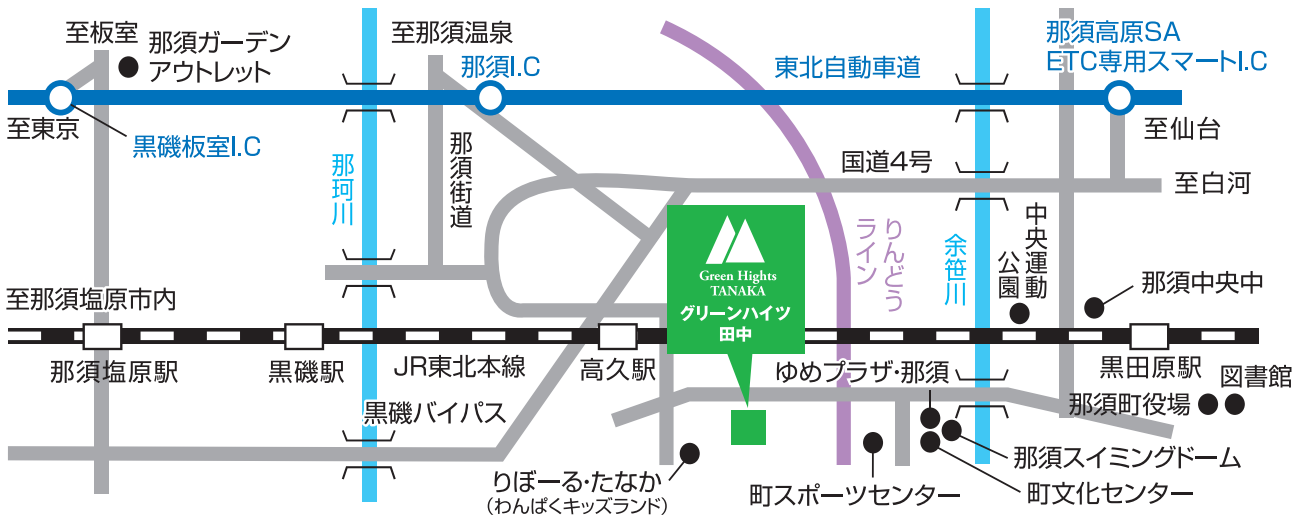 至板室
那須ガーデン
アウトレット
至那須温泉
那須I.C
東北自動車道
那須高原SA
ETC専用スマートI.C
至東京
黒磯板室I.C
至仙台
那珂川
那須街道
国道4号
至白河
Green Hights
TANAKA
グリーンハイツ
田中
りんどう
ライン
余笹川
中央運動
公園
那須中央中
至那須塩原市内
那須塩原駅
黒磯駅
JR東北本線
高久駅
ゆめプラザ・那須
黒田原駅
図書館
那須町役場
黒磯バイパス
りぼーる・たなか
(わんぱくキッズランド)
町スポーツセンター
那須スイミングドーム
町文化センター